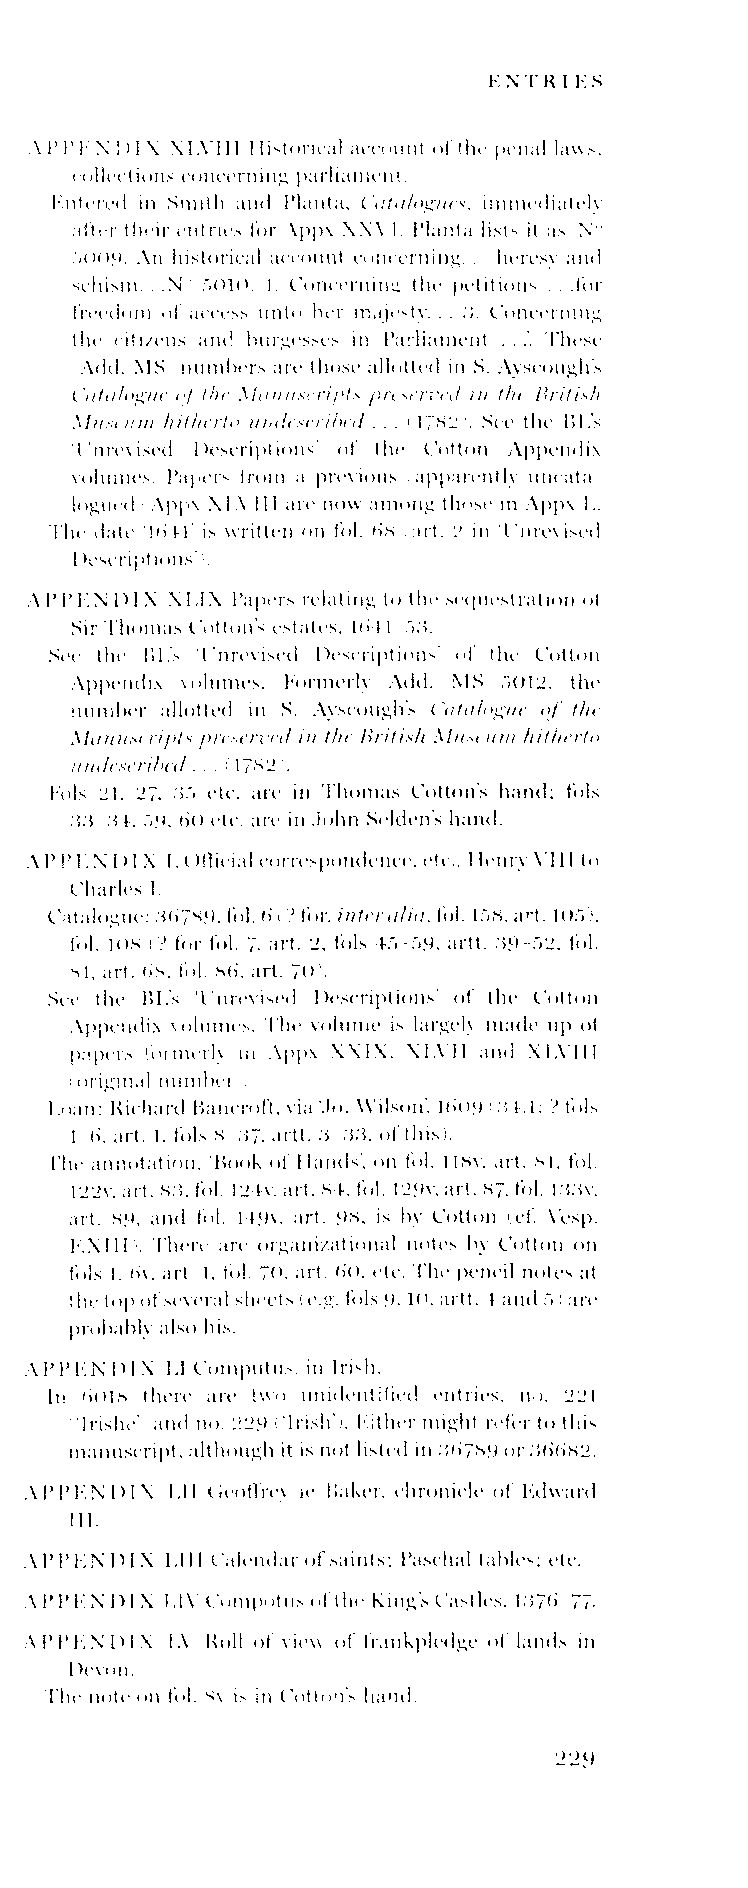 ENTRIES
APPENDIX XLVIII Historical account of the penal laws,
collections concerning parliament.
Entered in Smith and Planta, Catalogues, immediately
after their entries for Appx XXVI. Planta lists it as 'N°
5009. An historical account concerning. . . heresy and
schism. . .N° 5010. 1. Concerning the petitions . . .for
freedom of access unto her majesty. . . 3. Concerning
the citizens and burgesses in Parliament . . .'. These
'Add. MS' numbers are those allotted in S. Ayscough's
Catalogue of the Manuscripts preserved in the British
Museum hitherto undescribed . . . (1782). See the BL's
'Unrevised Descriptions' of the Cotton Appendix
volumes. Papers from a previous (apparently uncata-
logued) Appx XLVIII are now among those in Appx L.
The date '1644' is written on fol. 68 (art. 2 in 'Unrevised
Descriptions').
APPENDIX XLIX Papers relating to the sequestration of
Sir Thomas Cotton's estates, 1641–53.
See the BL's 'Unrevised Descriptions' of the Cotton
Appendix volumes. Formerly Add. MS 5012, the
number allotted in S. Ayscough's Catalogue of the
Manuscripts preserved in the British Museum hitherto
undescribed . . . (1782).
Fols 21, 27, 35 etc. are in Thomas Cotton's hand; fols
33–34, 59, 60 etc. are in John Selden's hand.
APPENDIX L Official correspondence, etc., Henry VIII to
Charles I.
Catalogue: 36789, fol. 6 (? for, inter alia, fol. 158, art. 105),
fol. 108 (? for fol. 7, art. 2, fols 45–59, artt. 39–52, fol.
81, art. 68, fol. 86, art. 70).
See the BL's 'Unrevised Descriptions' of the Cotton
Appendix volumes. The volume is largely made up of
papers formerly in Appx XXIX, XLVII and XLVIII
(original number).
Loan: Richard Bancroft, via 'Jo. Wilson', 1609 (34.1: ? fols
1–6, art. 1, fols 8–37, artt. 3–33, of this).
The annotation, 'Book of Hands', on fol. 118v, art. 81, fol.
122v, art. 83, fol. 124v, art. 84, fol. 129v, art. 87, fol. 133v,
art. 89, and fol. 149v, art. 98, is by Cotton (cf. Vesp.
F.XIII). There are organizational notes by Cotton on
fols 1, 6v, art. 1, fol. 70, art. 60, etc. The pencil notes at
the top of several sheets (e.g. fols 9, 10, artt. 4 and 5) are
probably also his.
APPENDIX LI Computus, in Irish.
In 6018 there are two unidentified entries, no. 221
('Irishe') and no. 229 ('Irish'). Either might refer to this
manuscript, although it is not listed in 36789 or 36682.
APPENDIX LII Geoffrey le Baker, chronicle of Edward
III.
APPENDIX LIII Calendar of saints; Paschal tables; etc.
APPENDIX LIV Compotus of the King's Castles, 1376–77.
APPENDIX LV Roll of view of frankpledge of lands in
Devon.
The note on fol. 8v is in Cotton's hand.
229